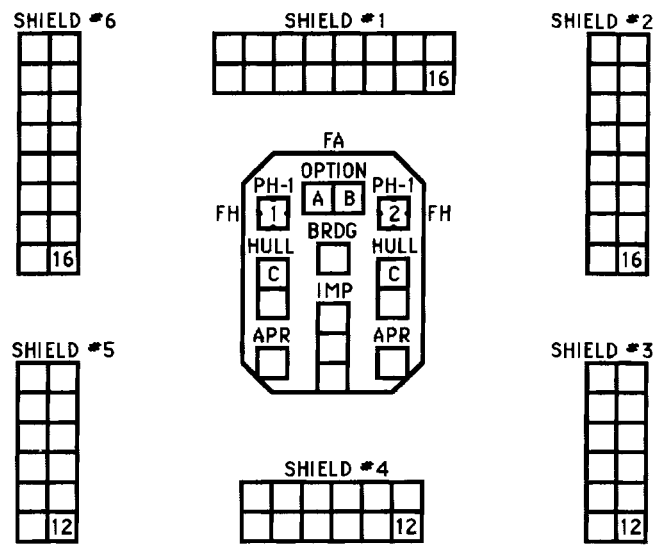 SHIELD #6
SHIELD #1
SHIELD #2
16
16
16
FA
OPTION
PH-1
A B
PH-1
FH
1
2
FH
BRDG
HULL
HULL
C
C
IMP
APR
APR
SHIELD #5
SHIELD #3
SHIELD #4
12
12
12